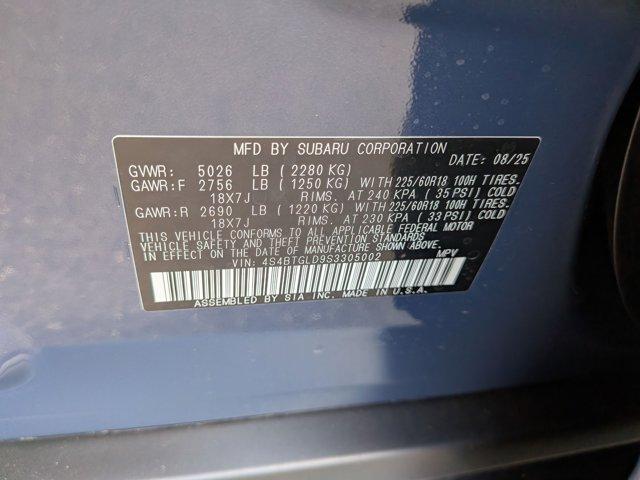 MFD BY SUBARU CORPORATION
DATE: 08/25
GVWR: 5026 LB ( 2280 KG)
GAWR:F 2756 LB ( 1250 KG) WITH 225/60R18 100H TIRES.
18X7J RIMS. AT 240 KPA ( 35 PSI) COLD
GAWR:R 2690 LB ( 1220 KG) WITH 225/60R18 100H TIRES.
18X7J RIMS. AT 230 KPA ( 33 PSI) COLD
THIS VEHICLE CONFORMS TO ALL APPLICABLE FEDERAL MOTOR
VEHICLE SAFETY AND THEFT PREVENTION STANDARDS
IN EFFECT ON THE DATE OF MANUFACTURE SHOWN ABOVE.
VIN: 4S4BTGLD9S3305002 MPV
ASSEMBLED BY SIA INC. MADE IN U.S.A.